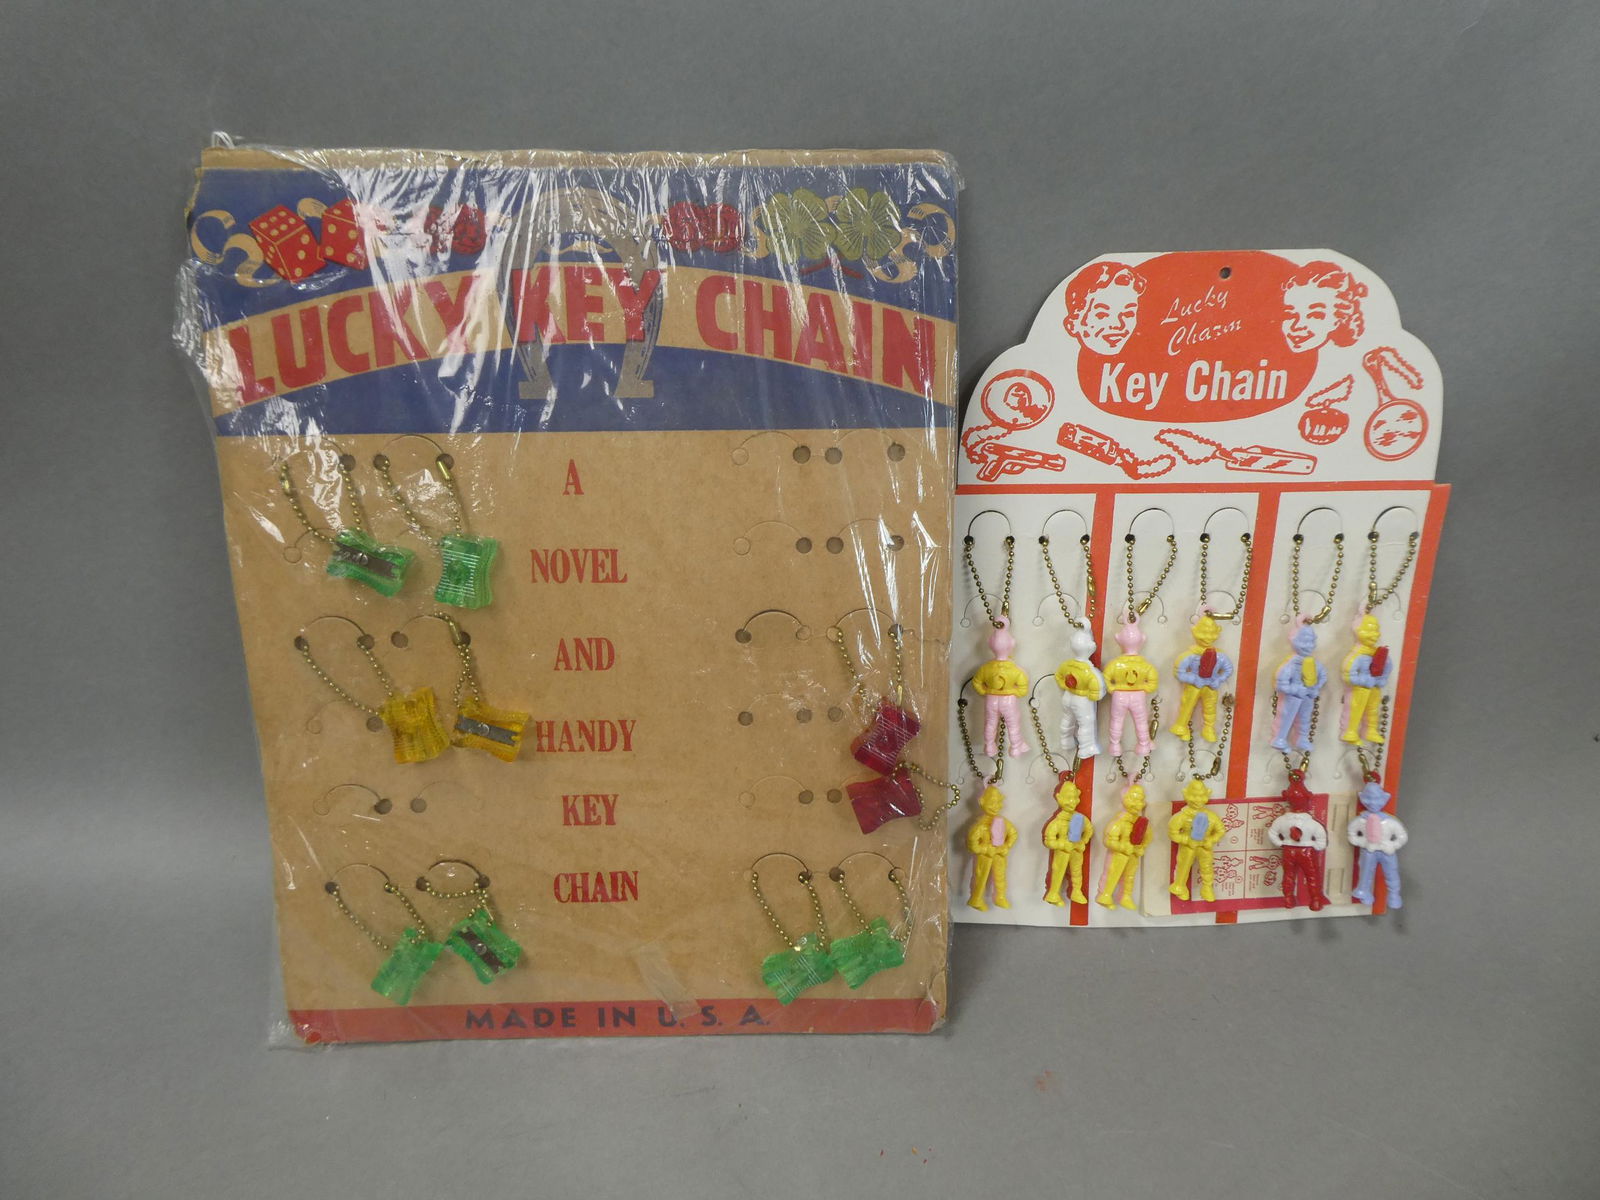 LUCKY KEY CHAIN
A
NOVEL
AND
HANDY
KEY
CHAIN
MADE IN U. S. A.
Lucky
Charm
Key Chain